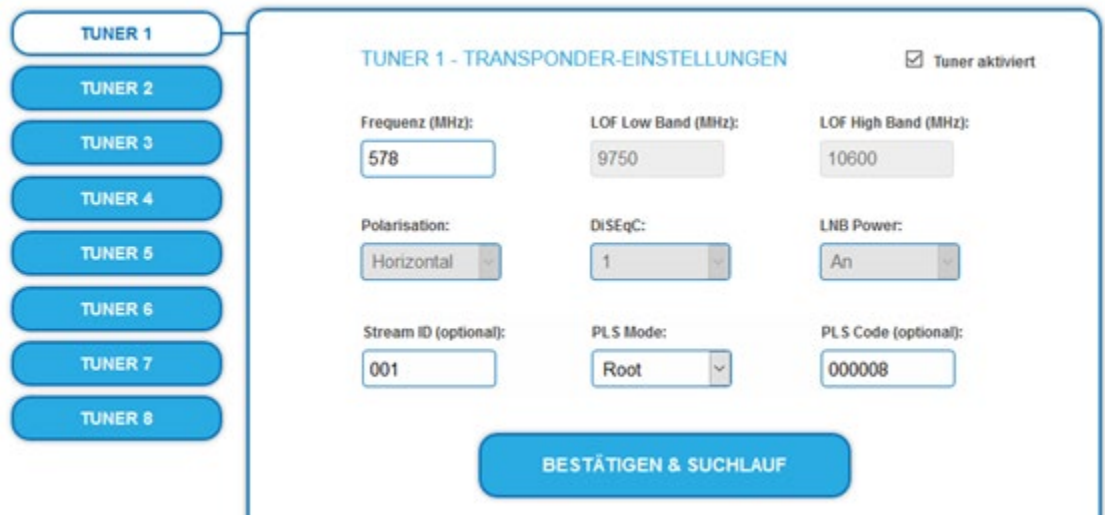 TUNER 1
TUNER 2
TUNER 3
TUNER 4
TUNER 5
TUNER 6
TUNER 7
TUNER 8
TUNER 1 - TRANSPONDER-EINSTELLUNGEN
Tuner aktiviert
Frequenz (MHz): LOF Low Band (MHz): LOF High Band (MHz):
578 9750 10600
Polarisation: DiSEqC: LNB Power:
Horizontal 1 An
Stream ID (optional): PLS Mode: PLS Code (optional):
001 Root 000008
BESTÄTIGEN & SUCHLAUF